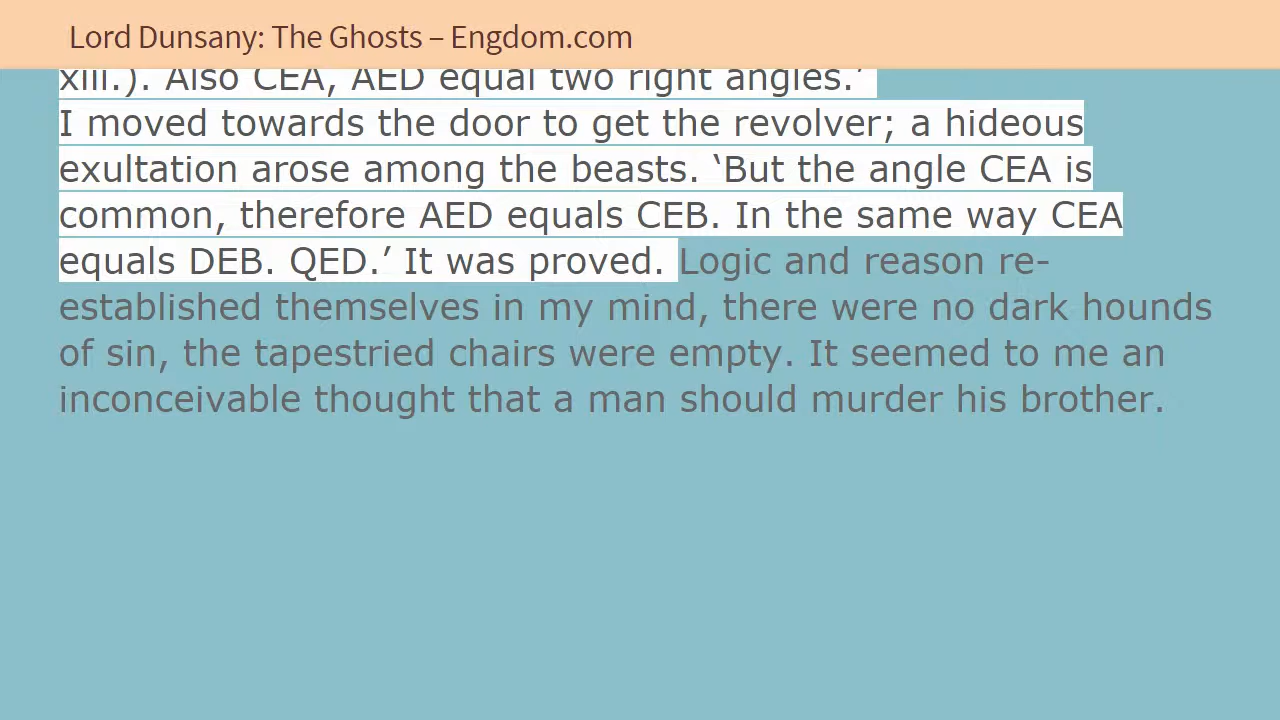 Lord Dunsany: The Ghosts – Engdom.com
xiii.). Also CEA, AED equal two right angles.’
I moved towards the door to get the revolver; a hideous
exultation arose among the beasts. ‘But the angle CEA is
common, therefore AED equals CEB. In the same way CEA
equals DEB. QED.’ It was proved. Logic and reason re-
established themselves in my mind, there were no dark hounds
of sin, the tapestried chairs were empty. It seemed to me an
inconceivable thought that a man should murder his brother.